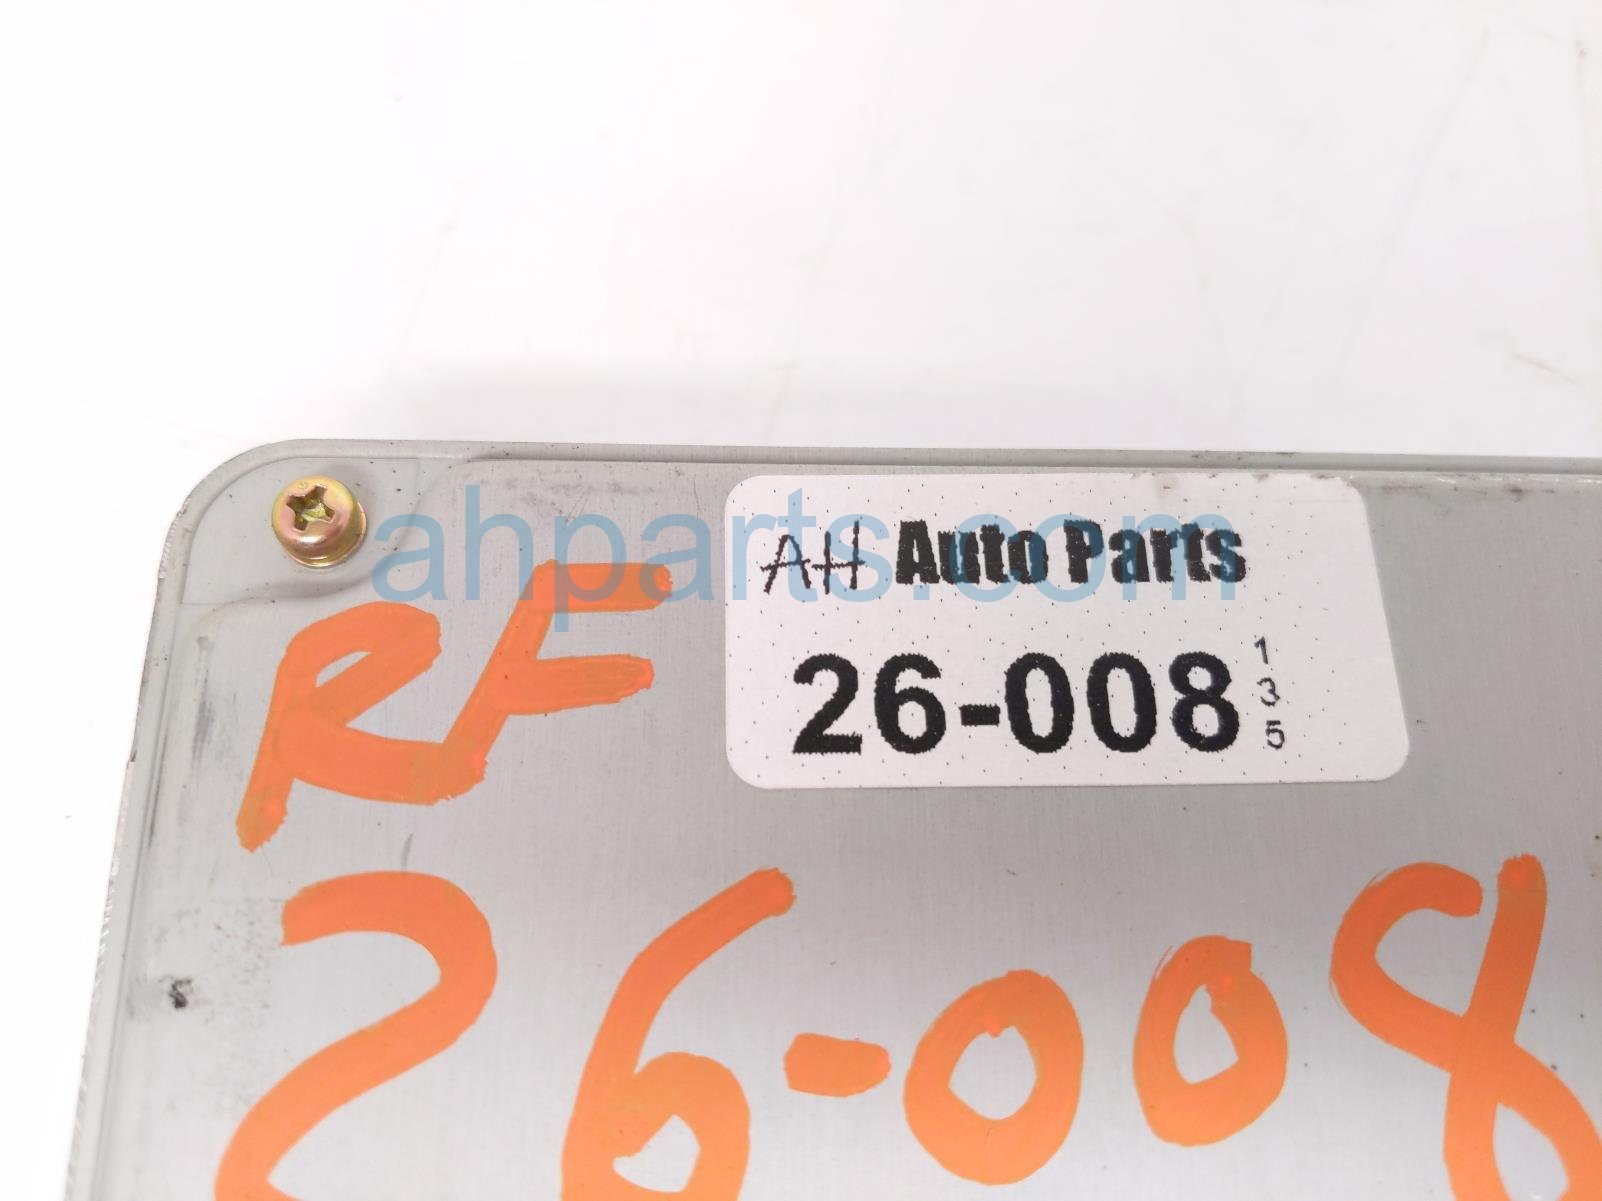 ahparts.com
AH Auto Parts
26-008
1
3
5
RF
26-008